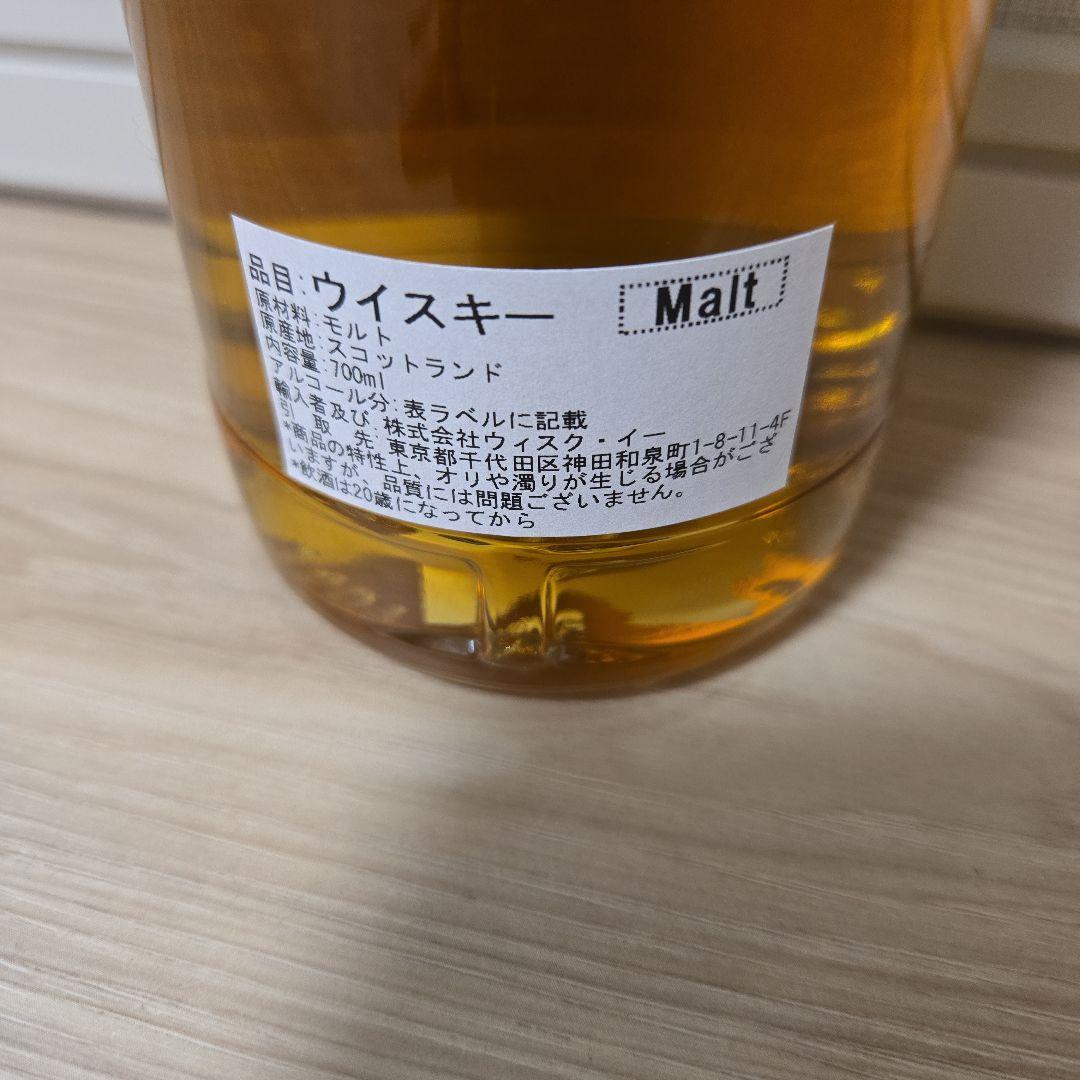 品目:ウイスキー
Malt
原材料:モルト
原産地:スコットランド
内容量:700ml
アルコール分:表ラベルに記載
輸入者及び:株式会社ウィスク・イー
引 取 先:東京都千代田区神田和泉町1-8-11-4F
*商品の特性上、オリや濁りが生じる場合がござ
いますが、品質には問題ございません。
*飲酒は20歳になってから